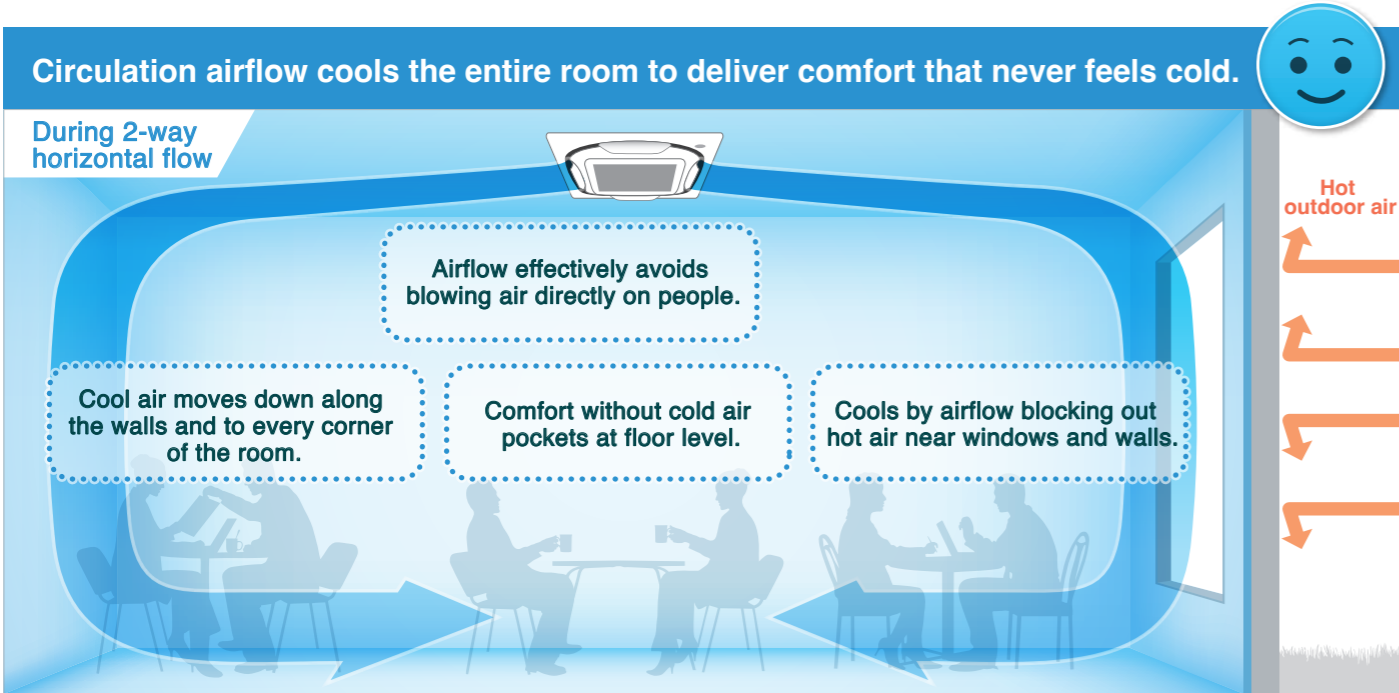 Circulation airflow cools the entire room to deliver comfort that never feels cold.
During 2-way
horizontal flow
Hot
outdoor air
Airflow effectively avoids
blowing air directly on people.
Cool air moves down along
the walls and to every corner
of the room.
Comfort without cold air
pockets at floor level.
Cools by airflow blocking out
hot air near windows and walls.